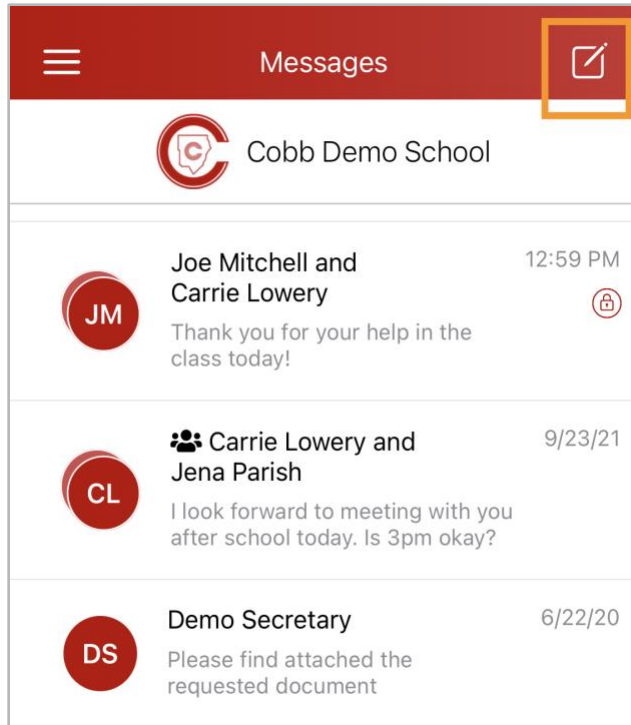 Messages
C
Cobb Demo School
JM
Joe Mitchell and
Carrie Lowery
12:59 PM
Thank you for your help in the
class today!
CL
Carrie Lowery and
Jena Parish
9/23/21
I look forward to meeting with you
after school today. Is 3pm okay?
DS
Demo Secretary
6/22/20
Please find attached the
requested document